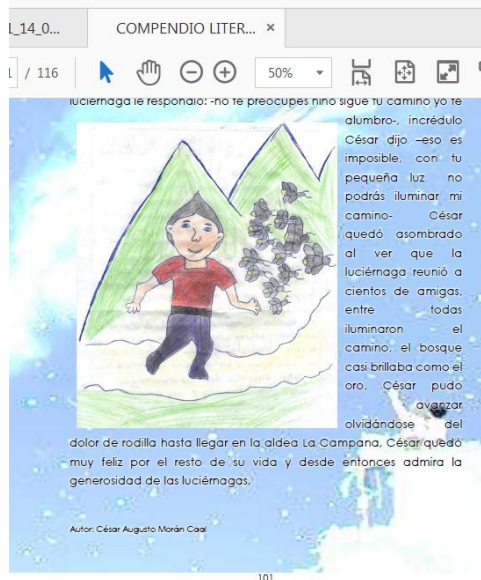 1_14_0...
COMPENDIO LITER... ×
/ 116
50%
luciérnaga le respondió: -no te preocupes niño sigue tu camino yo te
alumbro-, incrédulo
César dijo –eso es
imposible, con tu
pequeña luz no
podrás iluminar mi
camino- César
quedó asombrado
al ver que la
luciérnaga reunió a
cientos de amigas,
entre todas
iluminaron el
camino, el bosque
casi brillaba como el
oro. César pudo
avanzar
olvidándose del
dolor de rodilla hasta llegar en la aldea La Campana, César quedó
muy feliz por el resto de su vida y desde entonces admira la
generosidad de las luciérnagas.
Autor: César Augusto Morán Caal
101